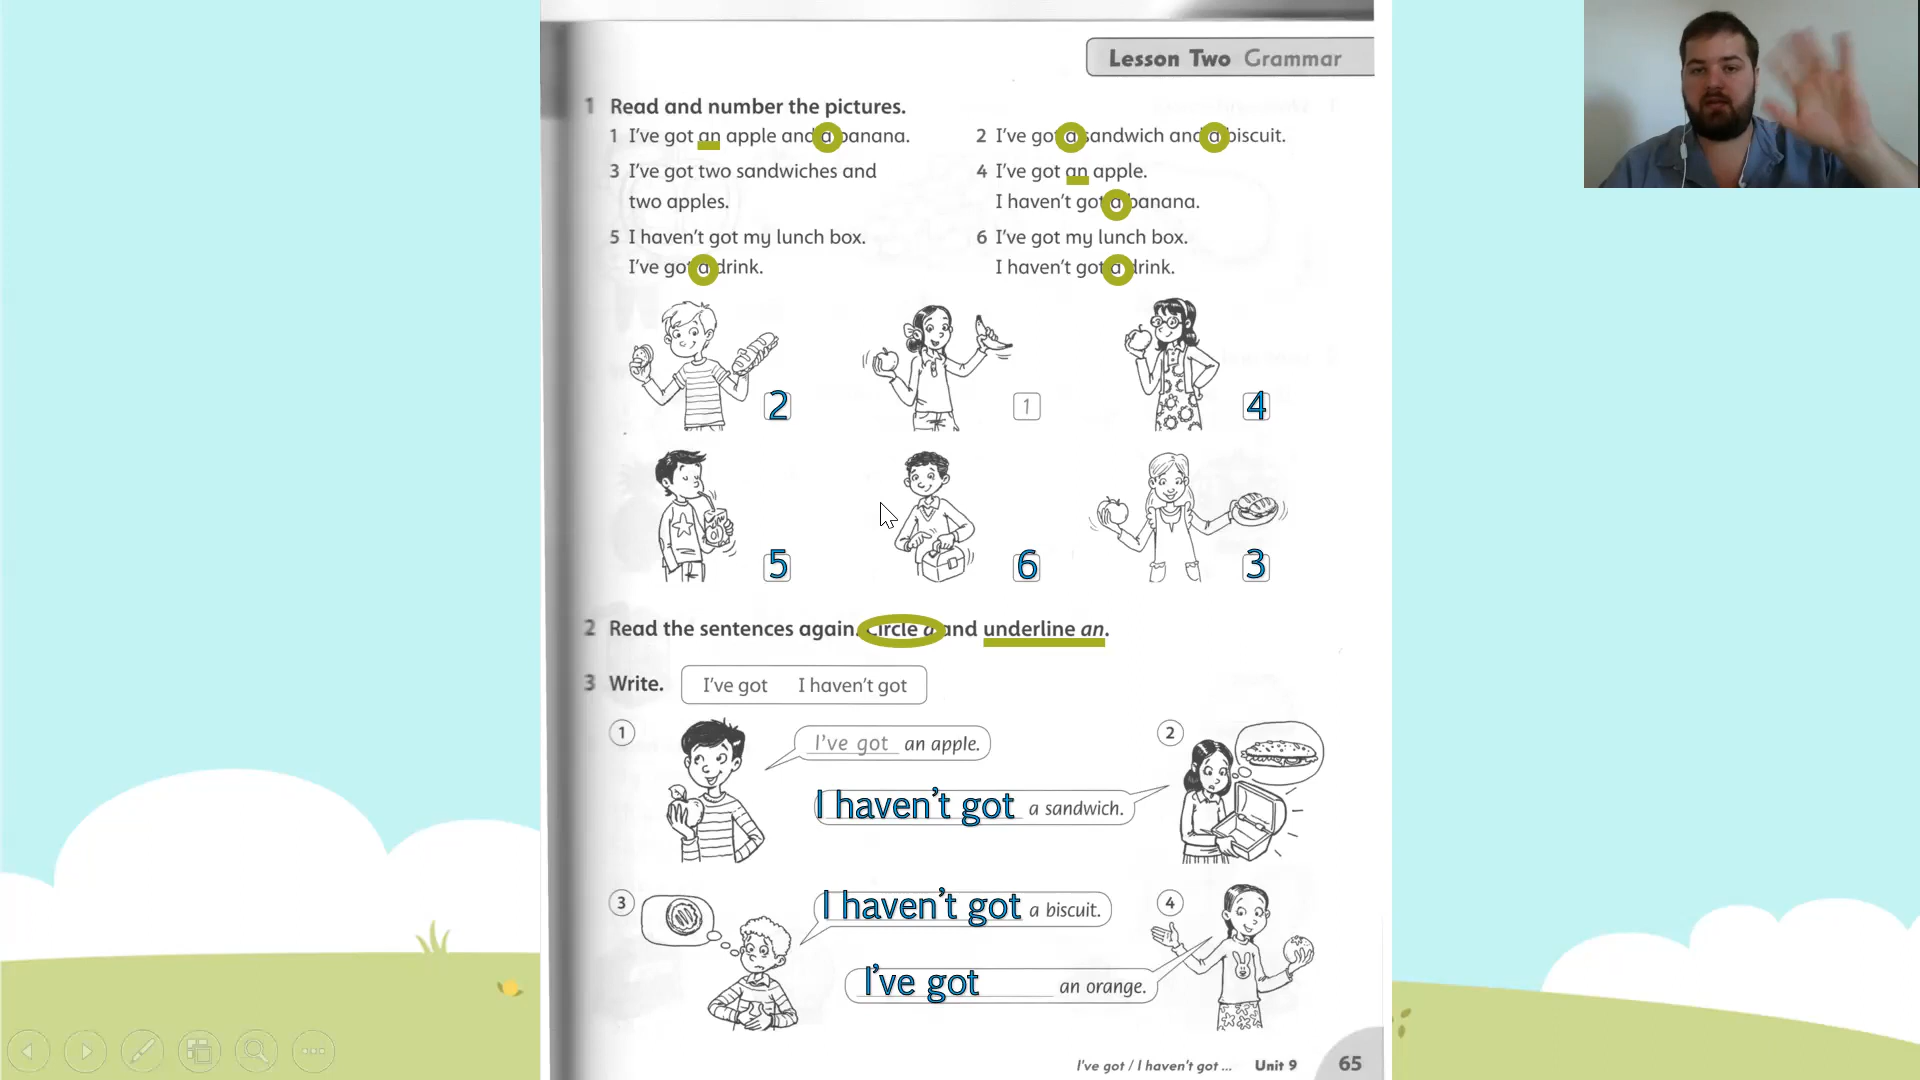 Lesson Two Grammar
1 Read and number the pictures.
1 I've got an apple and a banana.
2 I've got a sandwich and a biscuit.
3 I've got two sandwiches and
two apples.
4 I've got an apple.
I haven't got a banana.
5 I haven't got my lunch box.
I've got a drink.
6 I've got my lunch box.
I haven't got a drink.
2
1
4
5
6
3
2 Read the sentences again. Circle a and underline an.
3 Write. I've got I haven't got
1
I've got an apple.
2
I haven't got a sandwich.
3
I haven't got a biscuit.
4
I've got an orange.
I've got / I haven't got ... Unit 9 65